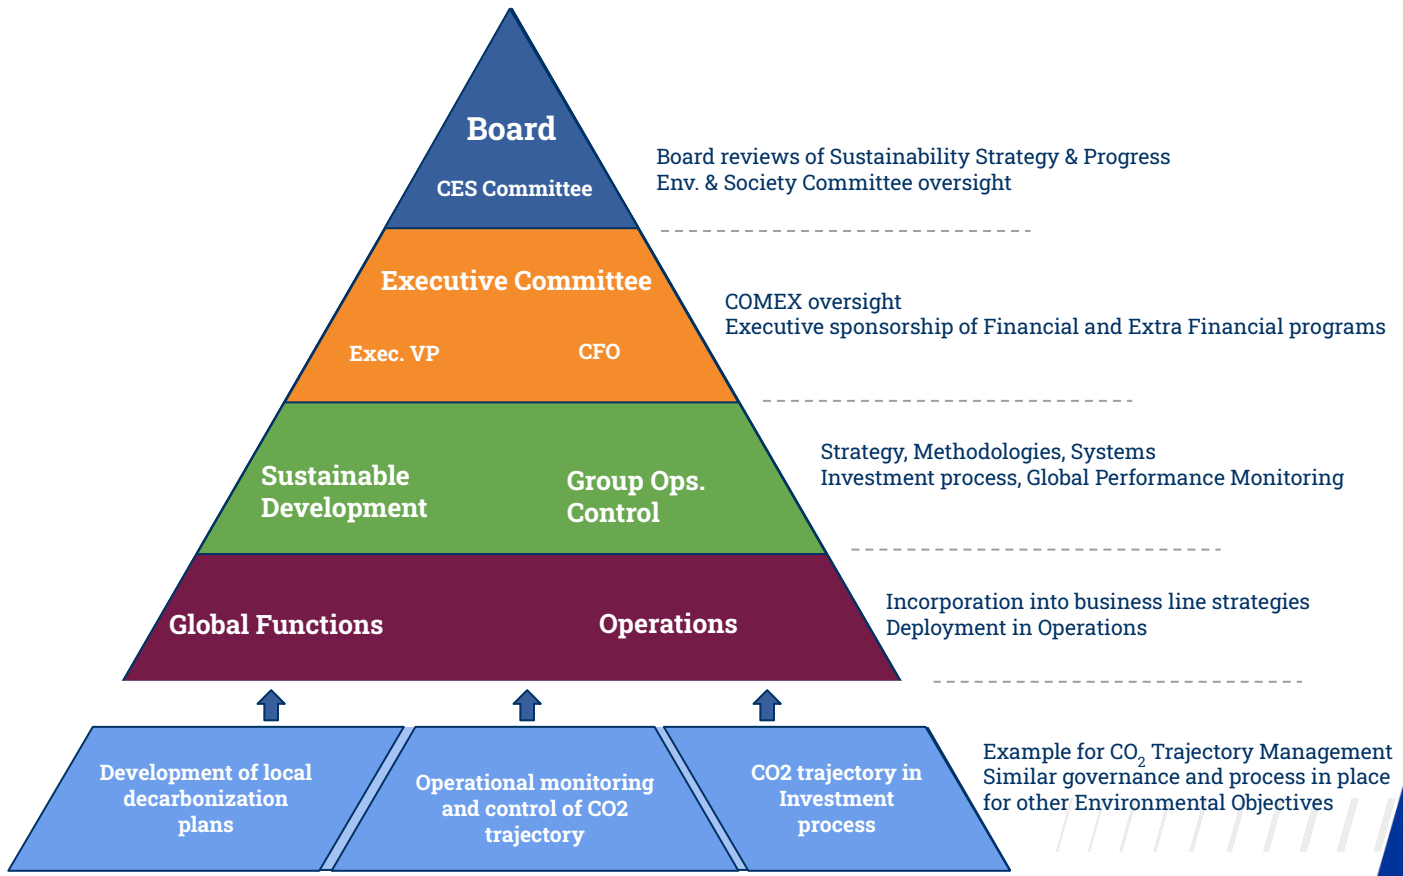 Board
CES Committee
Board reviews of Sustainability Strategy & Progress
Env. & Society Committee oversight
Executive Committee
Exec. VP
CFO
COMEX oversight
Executive sponsorship of Financial and Extra Financial programs
Sustainable
Development
Group Ops.
Control
Strategy, Methodologies, Systems
Investment process, Global Performance Monitoring
Global Functions
Operations
Incorporation into business line strategies
Deployment in Operations
Development of local
decarbonization
plans
Operational monitoring
and control of CO2
trajectory
CO2 trajectory in
Investment
process
Example for CO₂ Trajectory Management
Similar governance and process in place
for other Environmental Objectives